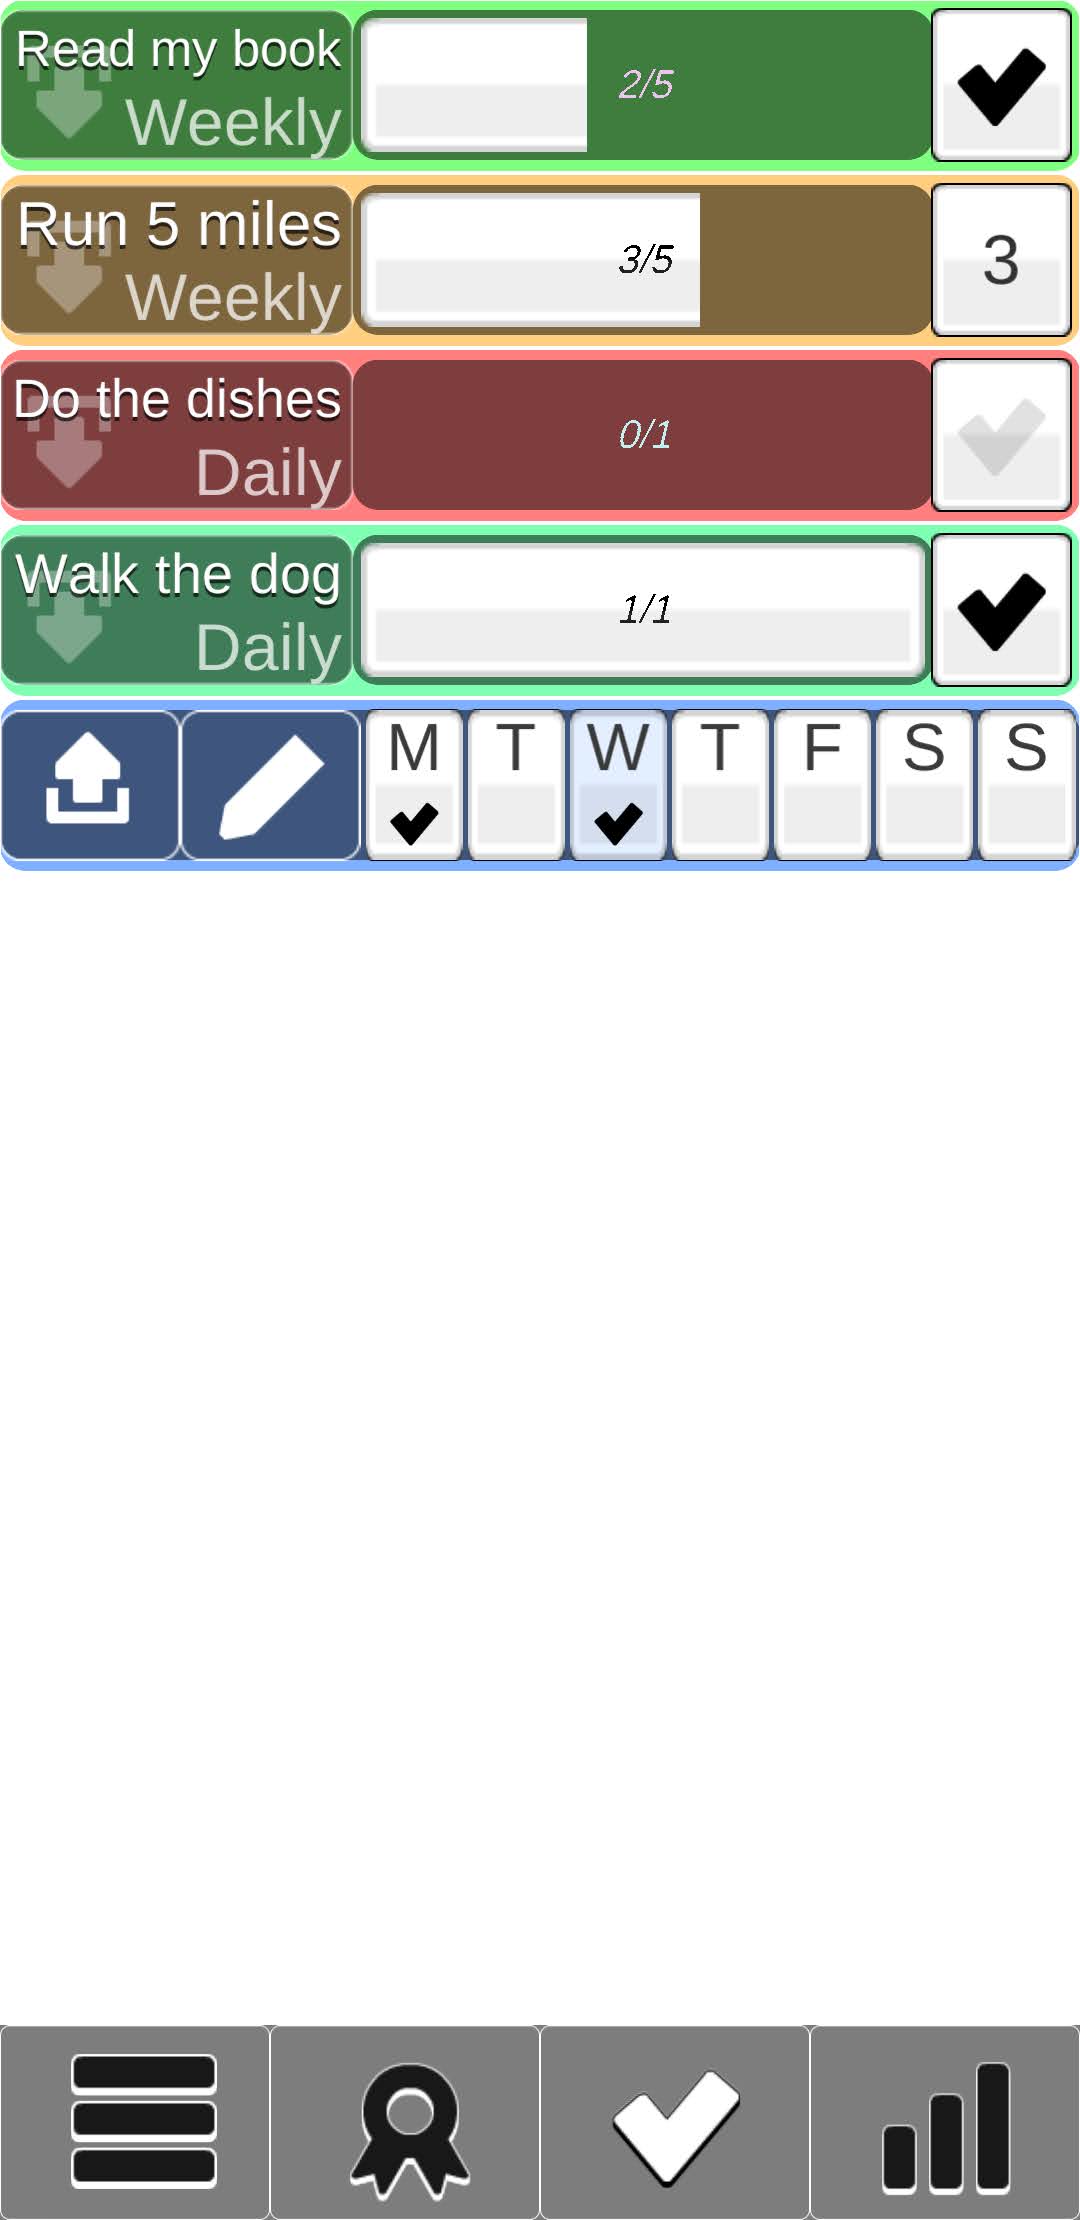 Read my book
Weekly
2/5
Run 5 miles
Weekly
3/5
3
Do the dishes
Daily
0/1
Walk the dog
Daily
1/1
M T W T F S S